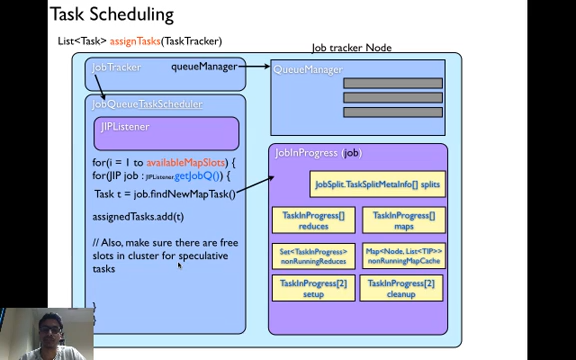 Task Scheduling
List<Task> assignTasks(TaskTracker)
Job tracker Node
JobTracker
queueManager
QueueManager
JobQueueTaskScheduler
JIPListener
for(i = 1 to availableMapSlots) {
for(JIP job : JIPListener.getJobQ()) {
Task t = job.findNewMapTask()
assignedTasks.add(t)
// Also, make sure there are free
slots in cluster for speculative
tasks
}
}
JobInProgress (job)
JobSplit.TaskSplitMetaInfo[] splits
TaskInProgress[]
reduces
TaskInProgress[]
maps
Set<TaskInProgress>
nonRunningReduces
Map<Node, List<TIP>>
nonRunningMapCache
TaskInProgress[2]
setup
TaskInProgress[2]
cleanup